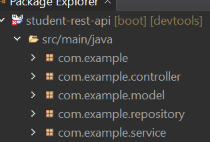 Package Explorer
student-rest-api [boot] [devtools]
src/main/java
com.example
com.example.controller
com.example.model
com.example.repository
com.example.service